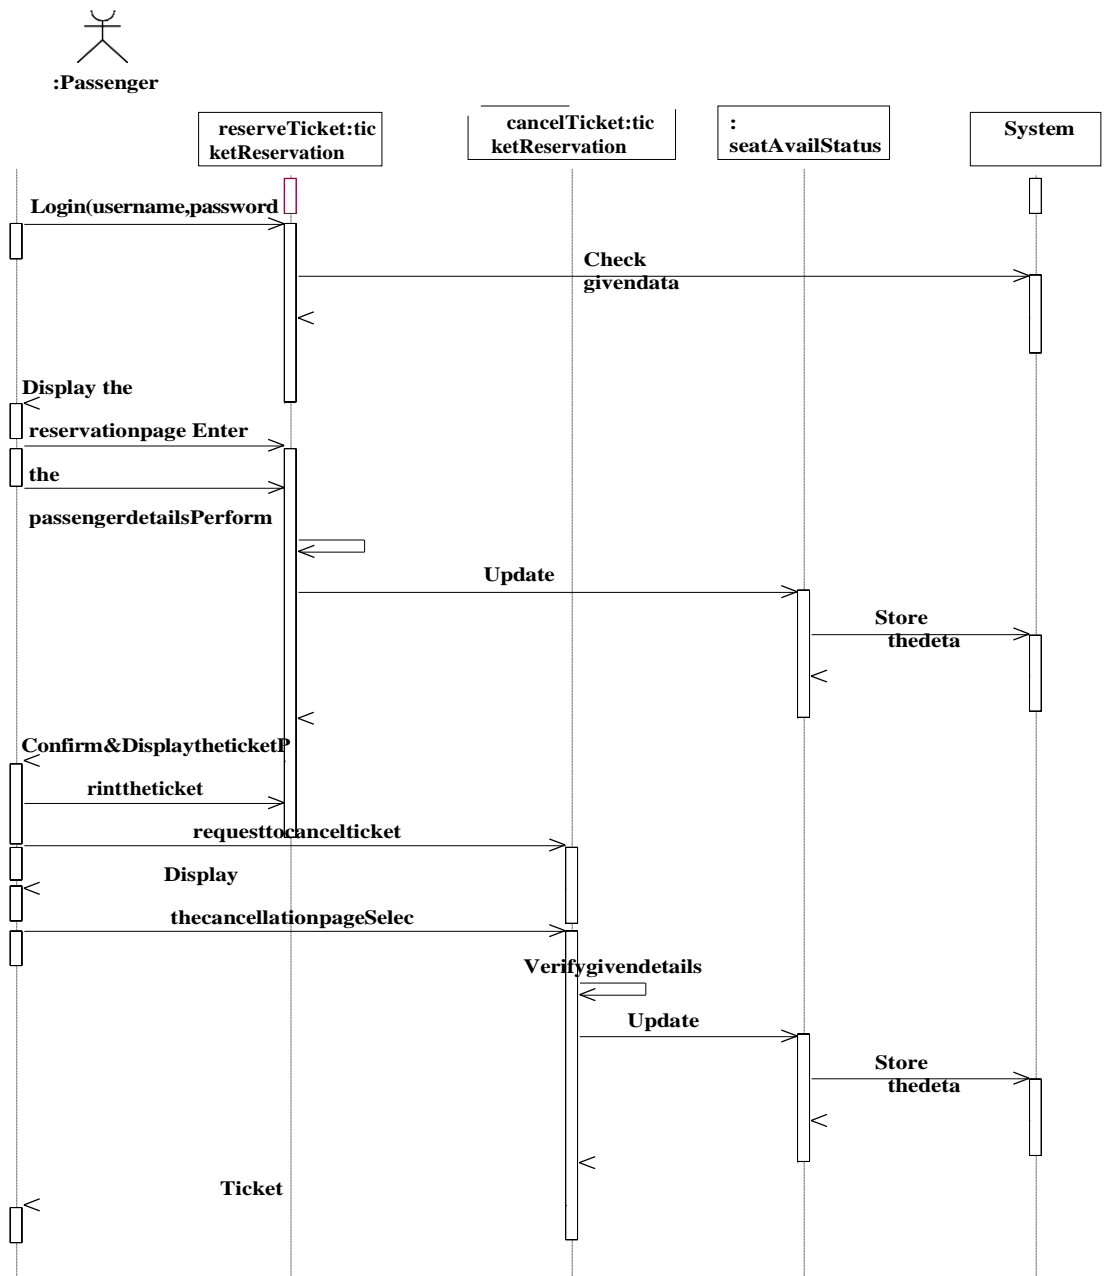 :Passenger
reserveTicket:tic
ketReservation
cancelTicket:tic
ketReservation
:
seatAvailStatus
System
Login(username,password
Check
givendata
Display the
reservationpage Enter
the
passengerdetailsPerform
Update
Store
thedeta
Confirm&DisplaytheticketP
rinttheticket
requesttocancelticket
Display
thecancellationpageSelec
Verifygivendetails
Update
Store
thedeta
Ticket